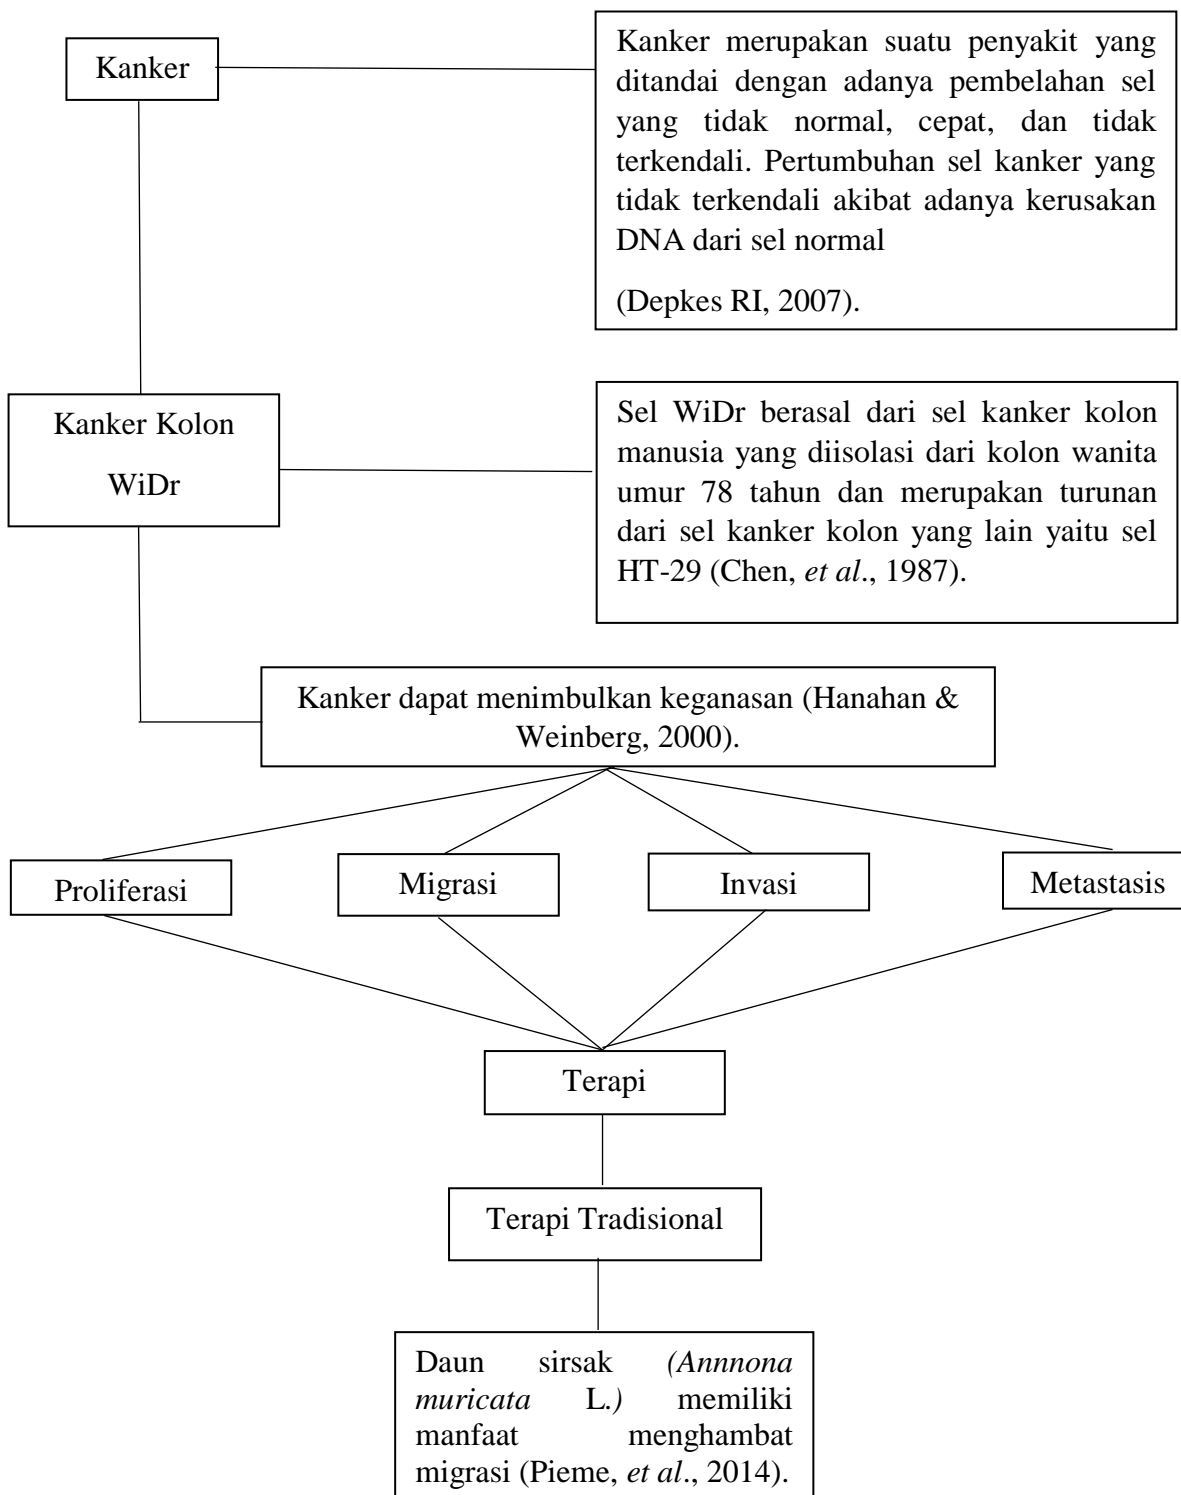 Kanker
Kanker merupakan suatu penyakit yang
ditandai dengan adanya pembelahan sel
yang tidak normal, cepat, dan tidak
terkendali. Pertumbuhan sel kanker yang
tidak terkendali akibat adanya kerusakan
DNA dari sel normal
(Depkes RI, 2007).
Kanker Kolon
WiDr
Sel WiDr berasal dari sel kanker kolon
manusia yang diisolasi dari kolon wanita
umur 78 tahun dan merupakan turunan
dari sel kanker kolon yang lain yaitu sel
HT-29 (Chen, et al., 1987).
Kanker dapat menimbulkan keganasan (Hanahan &
Weinberg, 2000).
Proliferasi
Migrasi
Invasi
Metastasis
Terapi
Terapi Tradisional
Daun sirsak (Annnona
muricata L.) memiliki
manfaat menghambat
migrasi (Pieme, et al., 2014).